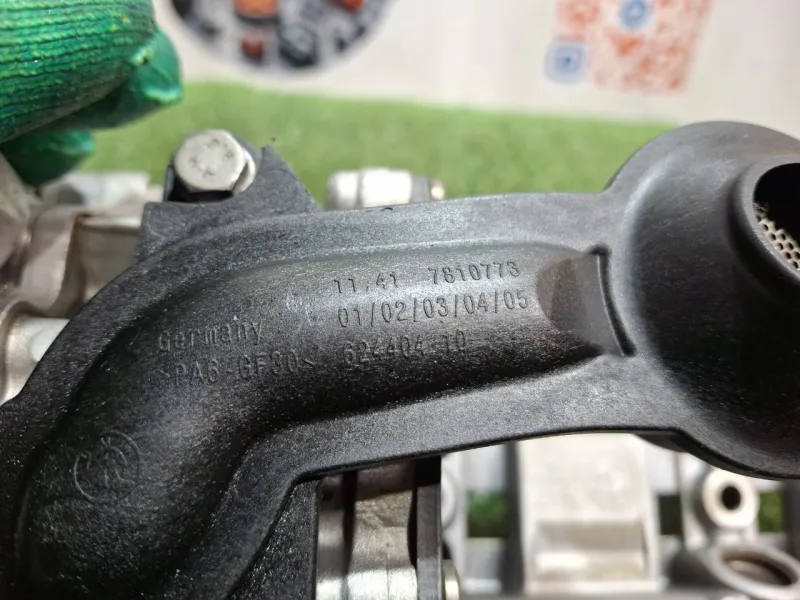 11.41 7810773
01/02/03/04/05
Germany
>PA6-GF30< 624404.10